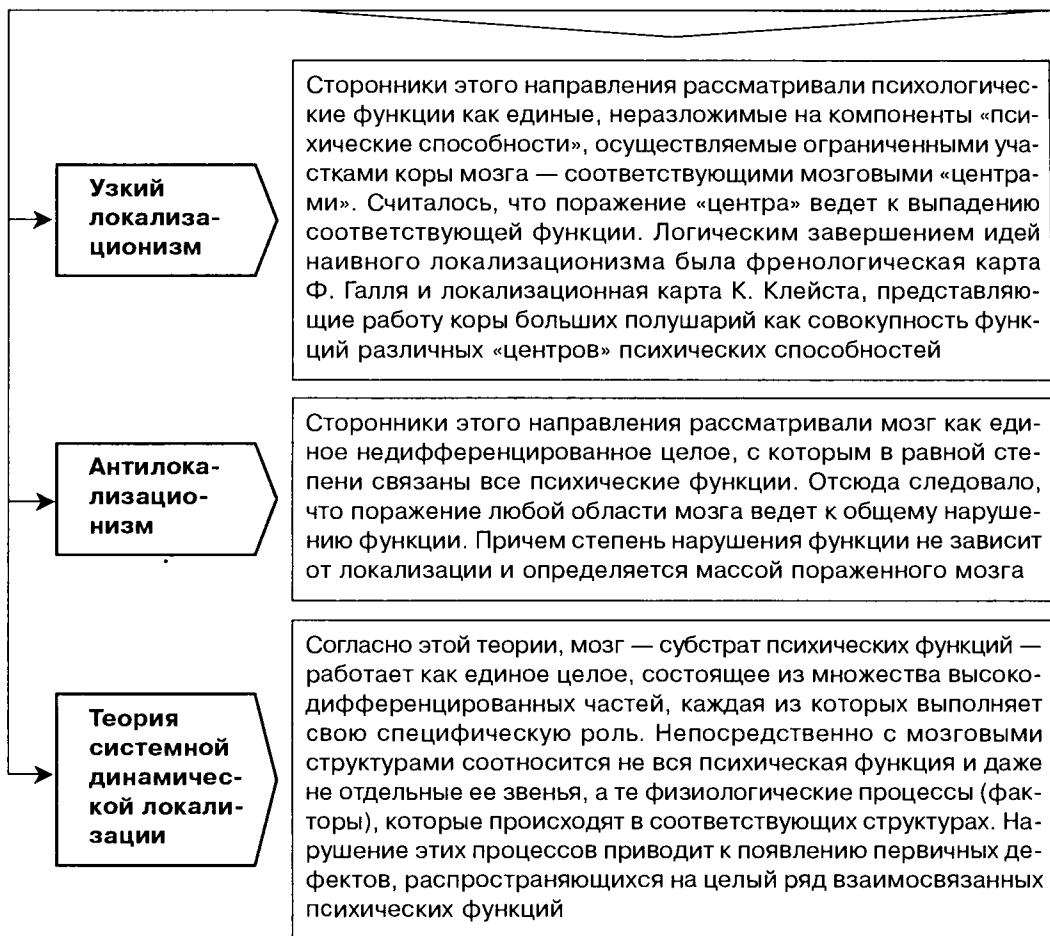 Узкий
локализа-
ционизм
Сторонники этого направления рассматривали психологичес-
кие функции как единые, неразложимые на компоненты «пси-
хические способности», осуществляемые ограниченными уча-
стками коры мозга — соответствующими мозговыми «центра-
ми». Считалось, что поражение «центра» ведет к выпадению
соответствующей функции. Логическим завершением идей
наивного локализационизма была френологическая карта
Ф. Галля и локализационная карта К. Клейста, представляю-
щие работу коры больших полушарий как совокупность функ-
ций различных «центров» психических способностей
Антилока-
лизацио-
низм
Сторонники этого направления рассматривали мозг как еди-
ное недифференцированное целое, с которым в равной сте-
пени связаны все психические функции. Отсюда следовало,
что поражение любой области мозга ведет к общему наруше-
нию функции. Причем степень нарушения функции не зависит
от локализации и определяется массой пораженного мозга
Теория
системной
динамичес-
кой локали-
зации
Согласно этой теории, мозг — субстрат психических функций —
работает как единое целое, состоящее из множества высоко-
дифференцированных частей, каждая из которых выполняет
свою специфическую роль. Непосредственно с мозговыми
структурами соотносится не вся психическая функция и даже
не отдельные ее звенья, а те физиологические процессы (фак-
торы), которые происходят в соответствующих структурах. На-
рушение этих процессов приводит к появлению первичных де-
фектов, распространяющихся на целый ряд взаимосвязанных
психических функций